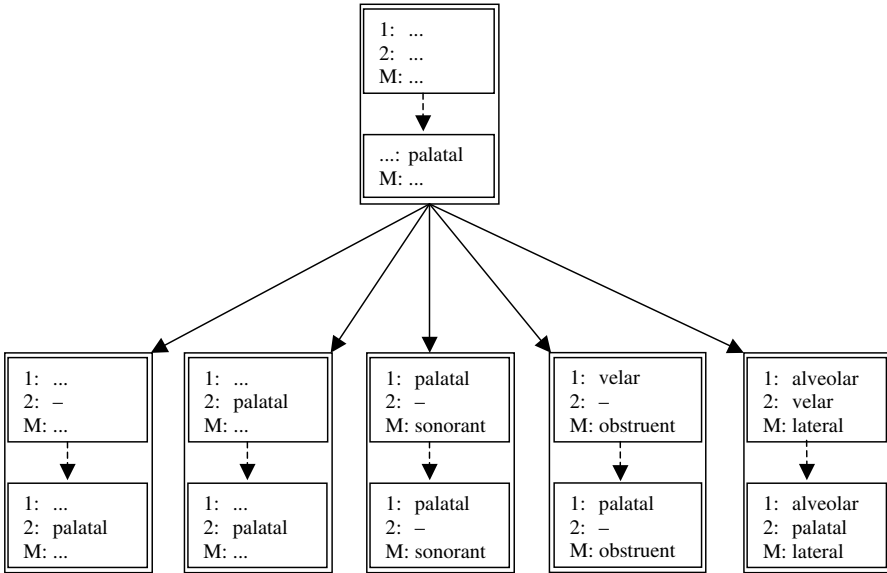 1: ...
2: ...
M: ...
...: palatal
M: ...
1: ...
2: –
M: ...
1: ...
2: palatal
M: ...
1: ...
2: palatal
M: ...
1: ...
2: palatal
M: ...
1: palatal
2: –
M: sonorant
1: palatal
2: –
M: sonorant
1: velar
2: –
M: obstruent
1: palatal
2: –
M: obstruent
1: alveolar
2: velar
M: lateral
1: alveolar
2: palatal
M: lateral